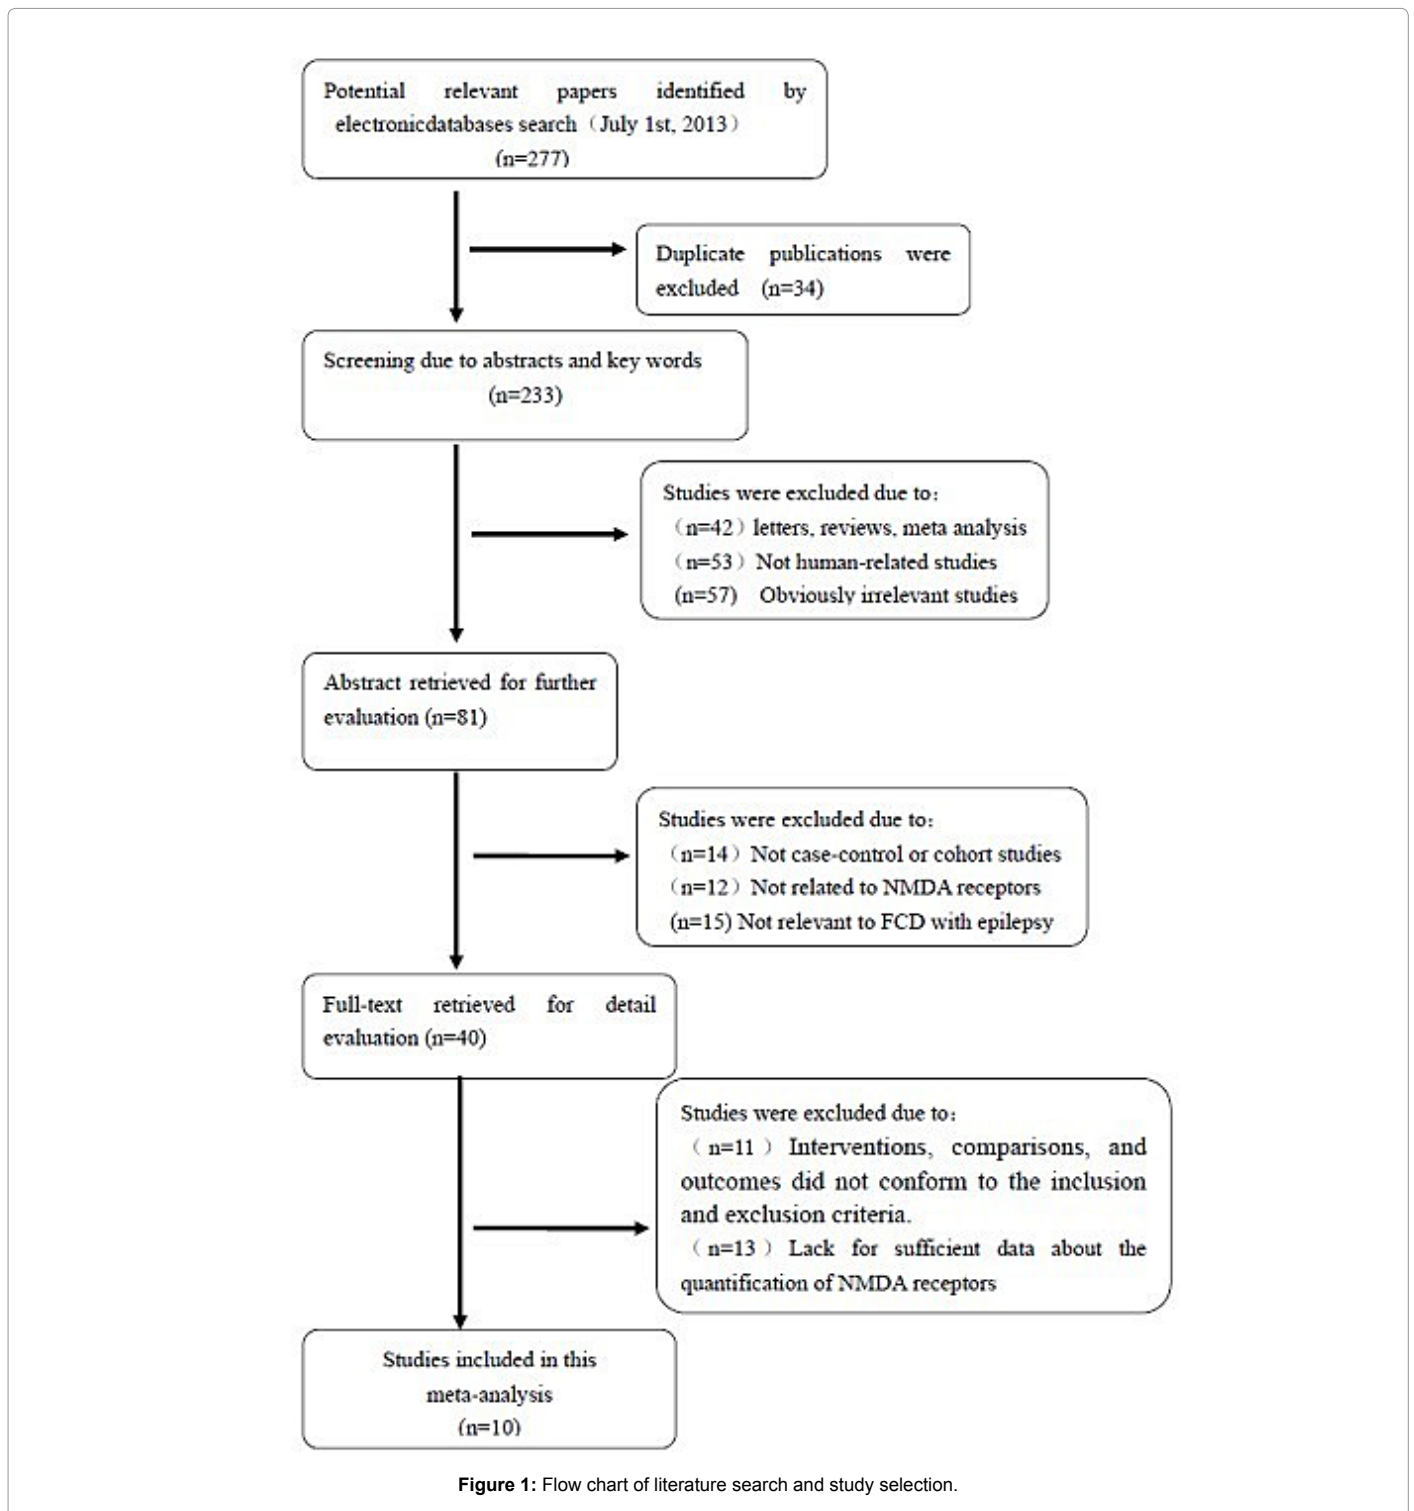 Potential relevant papers identified by
electronicdatabases search（July 1st, 2013）
(n=277)
Duplicate publications were
excluded (n=34)
Screening due to abstracts and key words
(n=233)
Studies were excluded due to：
（n=42）letters, reviews, meta analysis
（n=53）Not human-related studies
(n=57) Obviously irrelevant studies
Abstract retrieved for further
evaluation (n=81)
Studies were excluded due to：
（n=14）Not case-control or cohort studies
（n=12）Not related to NMDA receptors
(n=15) Not relevant to FCD with epilepsy
Full-text retrieved for detail
evaluation (n=40)
Studies were excluded due to：
（n=11）Interventions, comparisons, and
outcomes did not conform to the inclusion
and exclusion criteria.
（n=13）Lack for sufficient data about the
quantification of NMDA receptors
Studies included in this
meta-analysis
(n=10)
Figure 1: Flow chart of literature search and study selection.